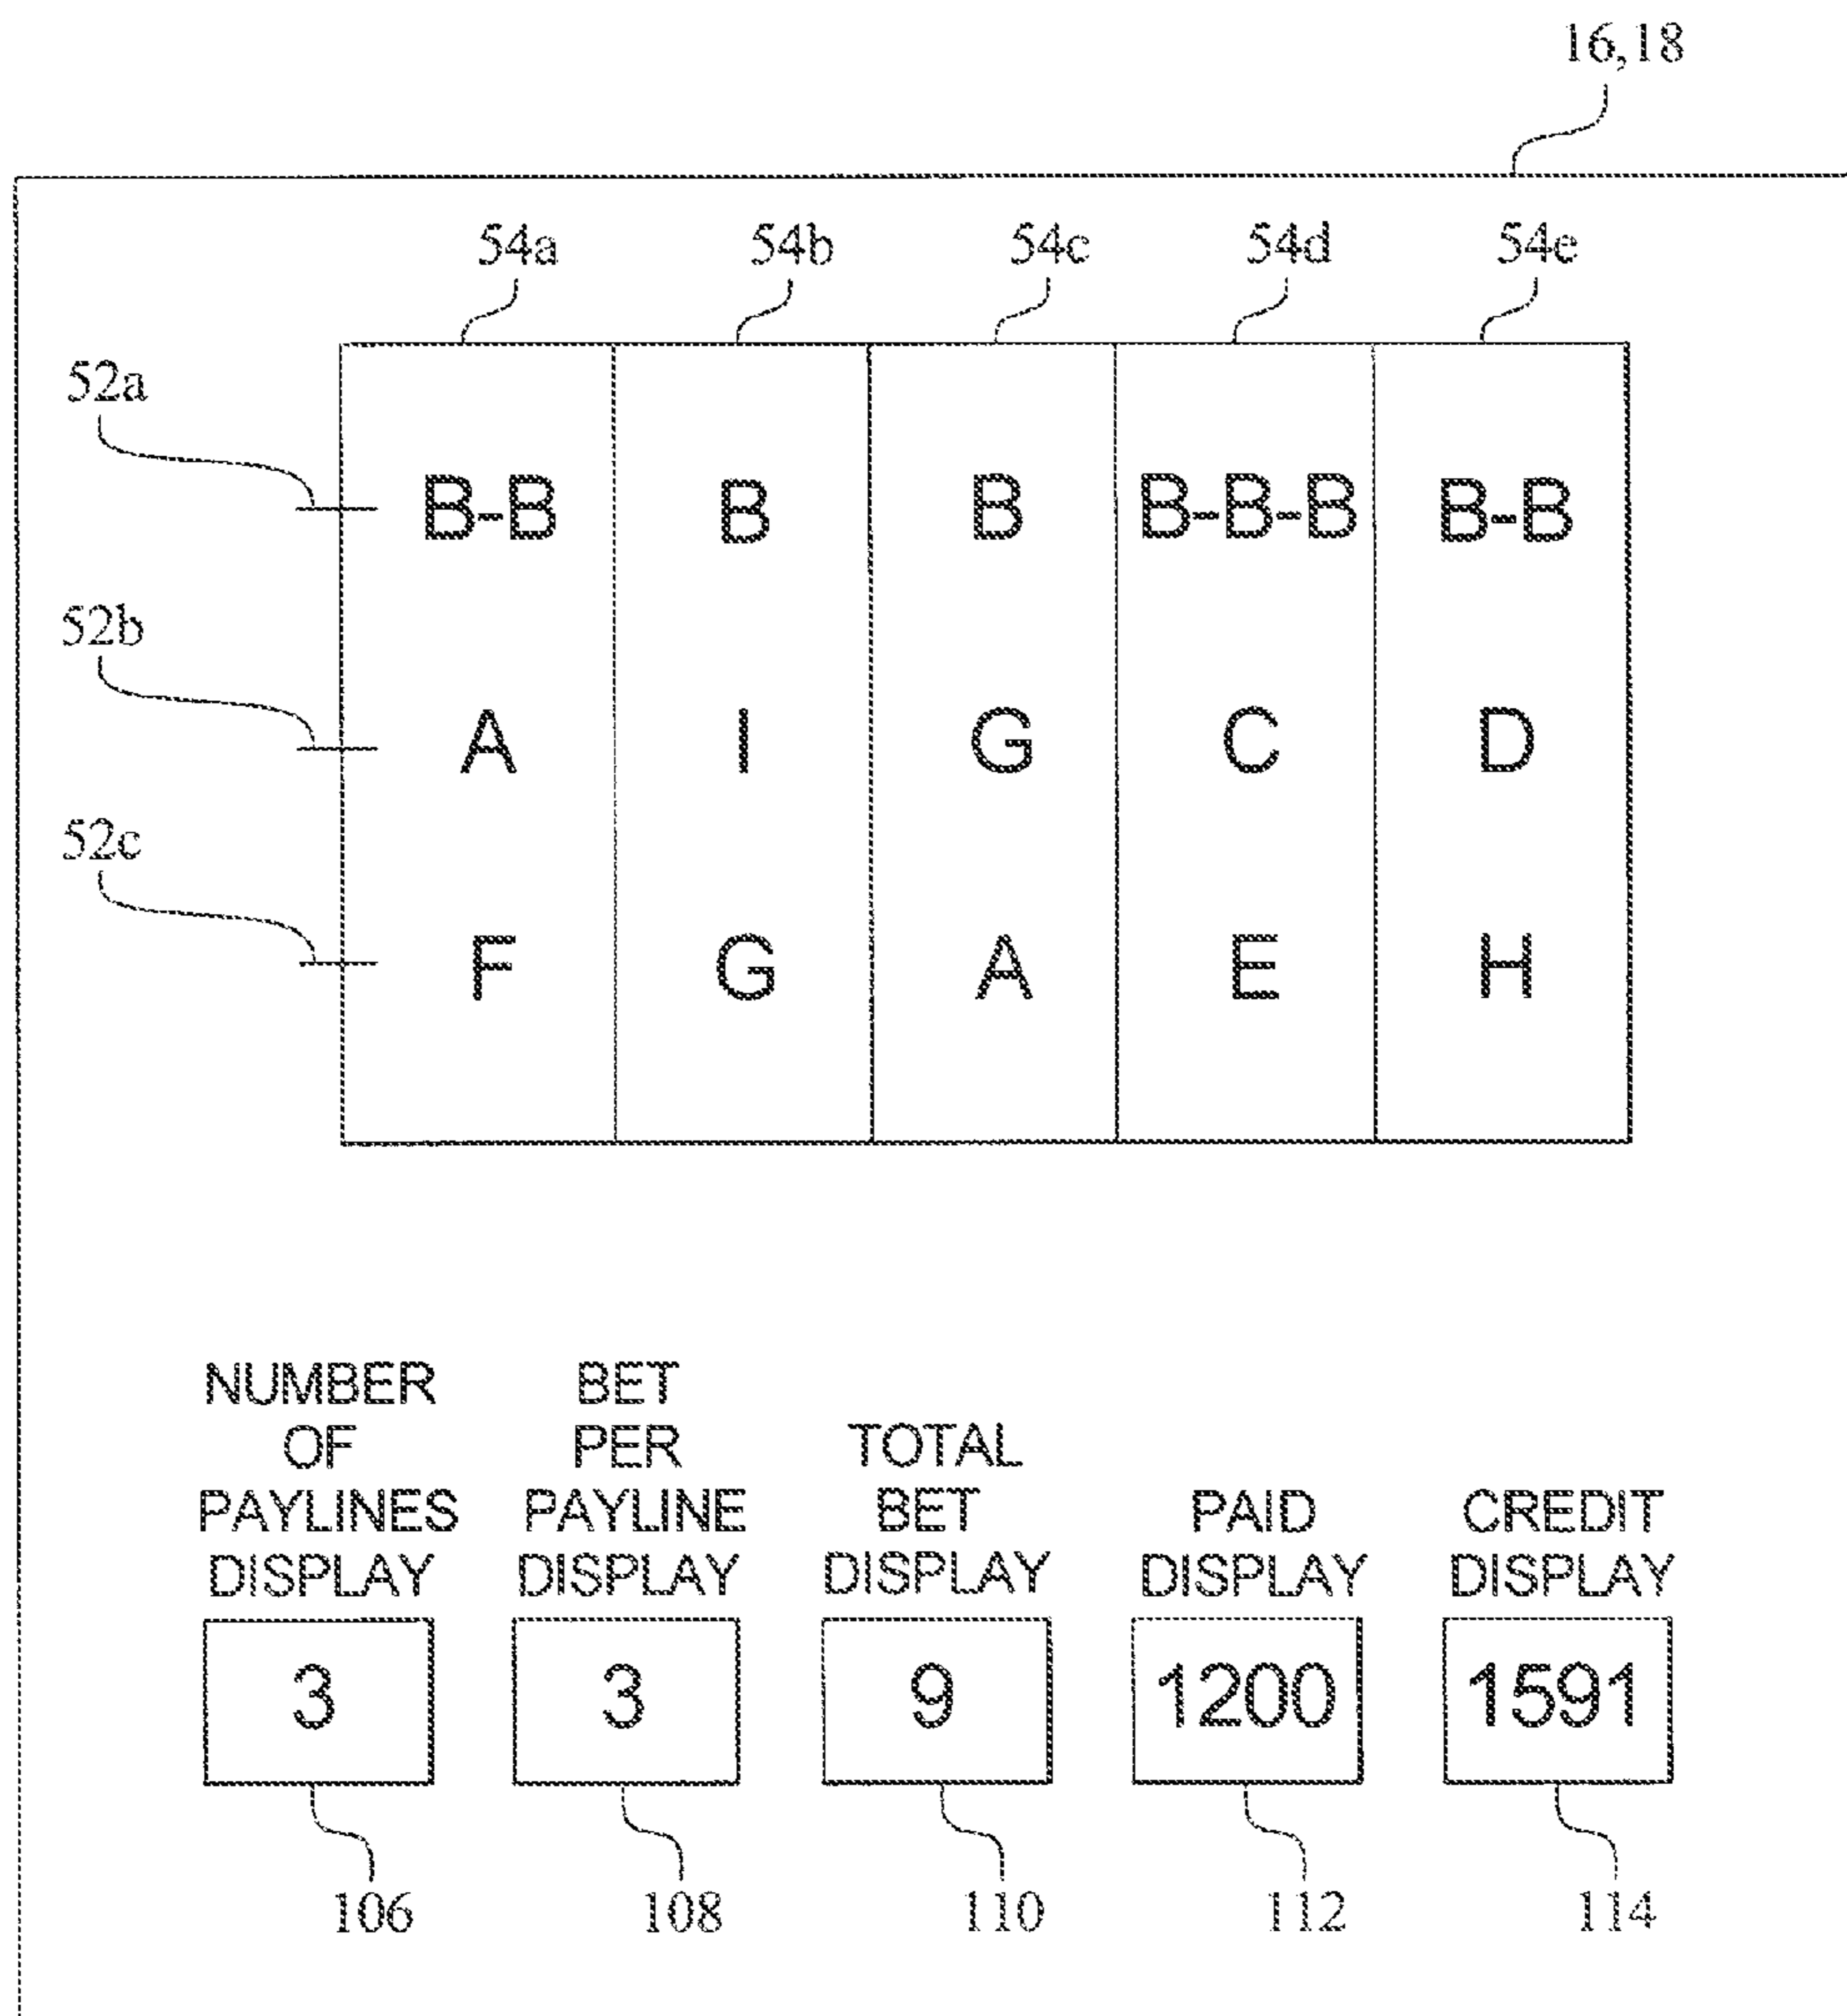 16,18
54a 54b 54c 54d 54e
52a
B-B B B B-B-B B-B
52b
A I G C D
52c
F G A E H
NUMBER
OF
PAYLINES
DISPLAY
3
106
BET
PER
PAYLINE
DISPLAY
3
108
TOTAL
BET
DISPLAY
9
110
PAID
DISPLAY
1200
112
CREDIT
DISPLAY
1591
114